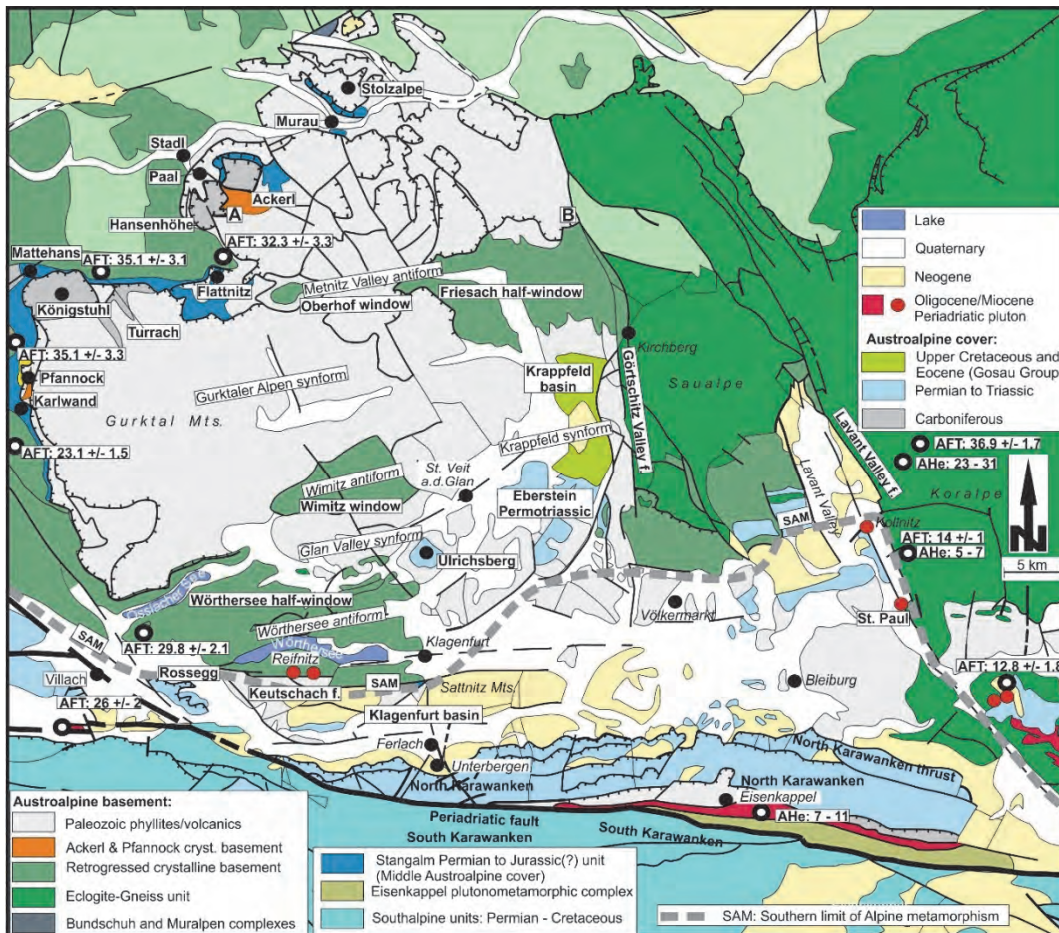 Stolzalpe
Murau
Stadl
Paal
Ackerl
A
B
Hansenhöhe
AFT: 32.3 +/- 3.3
Mattehans
AFT: 35.1 +/- 3.1
Flattnitz
Metnitz Valley antiform
Oberhof window
Friesach half-window
Königstuhl
Turrach
AFT: 35.1 +/- 3.3
Pfannock
Karlwand
Gurktaler Alpen synform
Gurktal Mts.
AFT: 23.1 +/- 1.5
Krappfeld
basin
Kirchberg
Görtschitz Valley f.
Saualpe
Krappfeld synform
St. Veit
a.d.Glan
Wimitz antiform
Wimitz window
Eberstein
Permotriassic
Glan Valley synform
Ulrichsberg
Lavant Valley
Lavant Valley f.
AFT: 36.9 +/- 1.7
AHe: 23 - 31
Koralpe
SAM
Kollnitz
AFT: 14 +/- 1
AHe: 5 - 7
N
5 km
St. Paul
Völkermarkt
Ossiacher See
Wörthersee half-window
Wörthersee antiform
AFT: 29.8 +/- 2.1
Wörthersee
Reifnitz
Klagenfurt
SAM
Villach
Rossegg
Keutschach f.
SAM
Sattnitz Mts.
AFT: 26 +/- 2
Klagenfurt basin
Bleiburg
AFT: 12.8 +/- 1.8
Ferlach
Unterbergen
North Karawanken
North Karawanken thrust
North Karawanken
Eisenkappel
Periadriatic fault
AHe: 7 - 11
South Karawanken
South Karawanken
Lake
Quaternary
Neogene
Oligocene/Miocene
Periadriatic pluton
Austroalpine cover:
Upper Cretaceous and
Eocene (Gosau Group)
Permian to Triassic
Carboniferous
Austroalpine basement:
Paleozoic phyllites/volcanics
Ackerl & Pfannock cryst. basement
Retrogressed crystalline basement
Eclogite-Gneiss unit
Bundschuh and Muralpen complexes
Stangalm Permian to Jurassic(?) unit
(Middle Austroalpine cover)
Eisenkappel plutonometamorphic complex
Southalpine units: Permian - Cretaceous
SAM: Southern limit of Alpine metamorphism